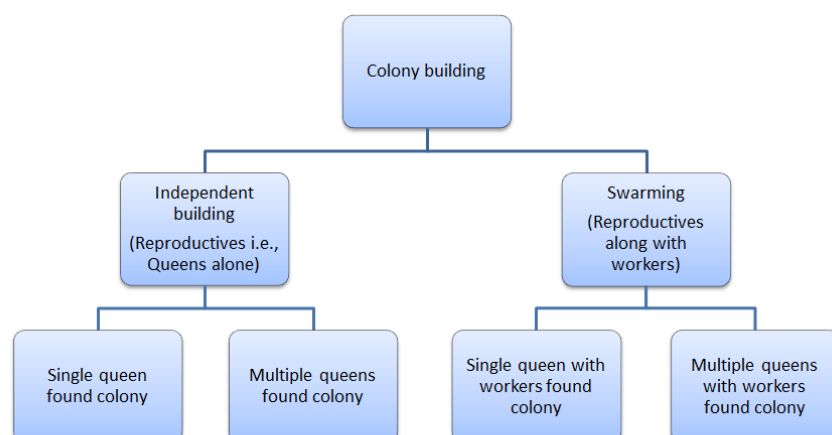 Colony building
Independent
building
(Reproductives i.e.,
Queens alone)
Swarming
(Reproductives
along with
workers)
Single queen
found colony
Multiple queens
found colony
Single queen with
workers found
colony
Multiple queens
with workers
found colony